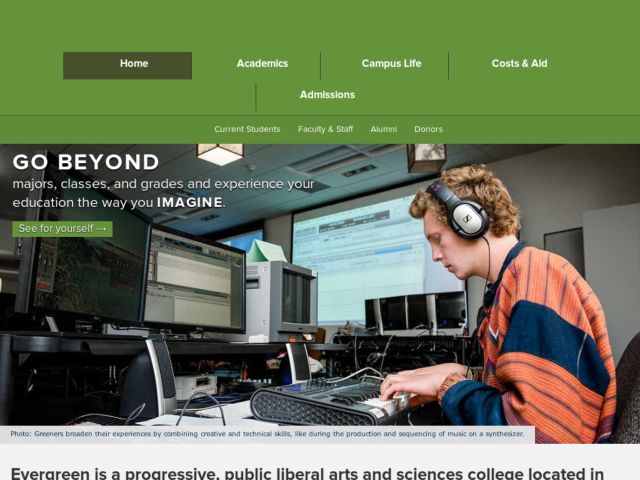 Home Academics Campus Life Costs & Aid
Admissions
Current Students Faculty & Staff Alumni Donors
GO BEYOND
majors, classes, and grades and experience your
education the way you IMAGINE.
See for yourself →
Photo: Greeners broaden their experiences by combining creative and technical skills, like during the production and sequencing of music on a synthesizer.
Evergreen is a progressive, public liberal arts and sciences college located in